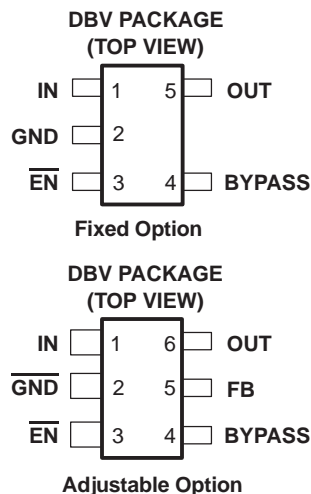 DBV PACKAGE
(TOP VIEW)
IN 1 5 OUT
GND 2
EN 3 4 BYPASS
Fixed Option
DBV PACKAGE
(TOP VIEW)
IN 1 6 OUT
GND 2 5 FB
EN 3 4 BYPASS
Adjustable Option